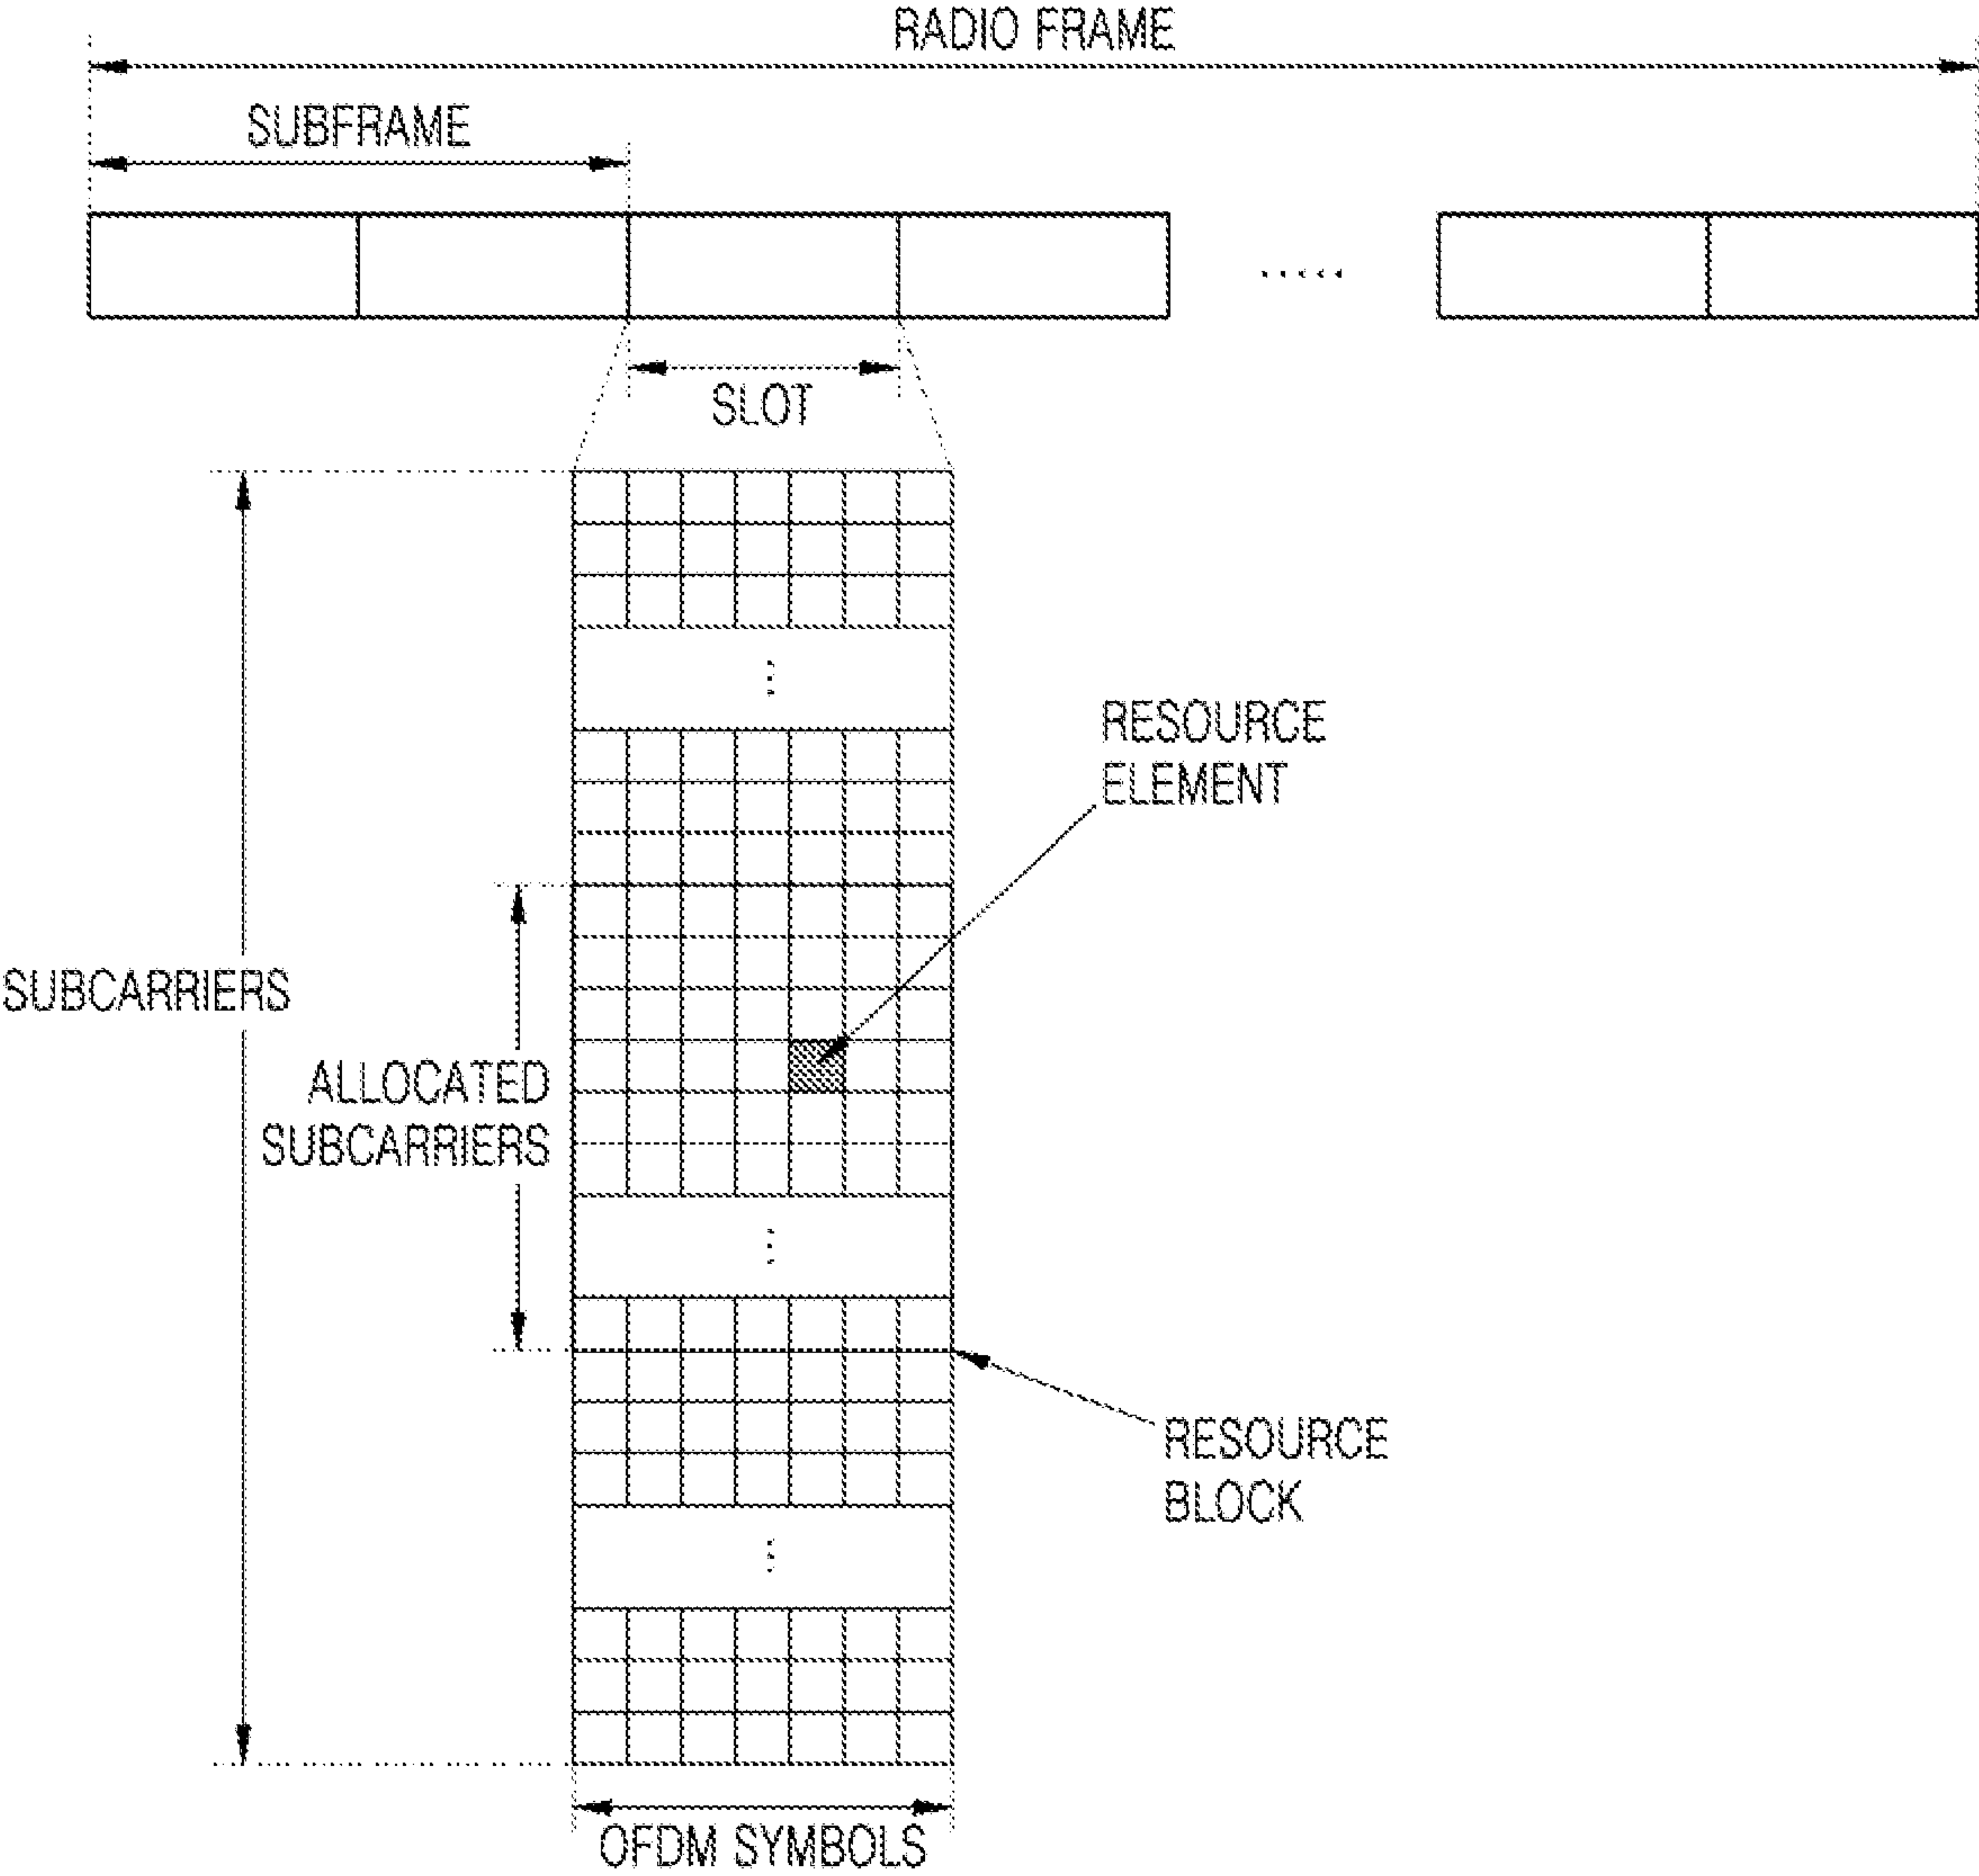 RADIO FRAME
SUBFRAME
SLOT
RESOURCE
ELEMENT
SUBCARRIERS
ALLOCATED
SUBCARRIERS
RESOURCE
BLOCK
OFDM SYMBOLS